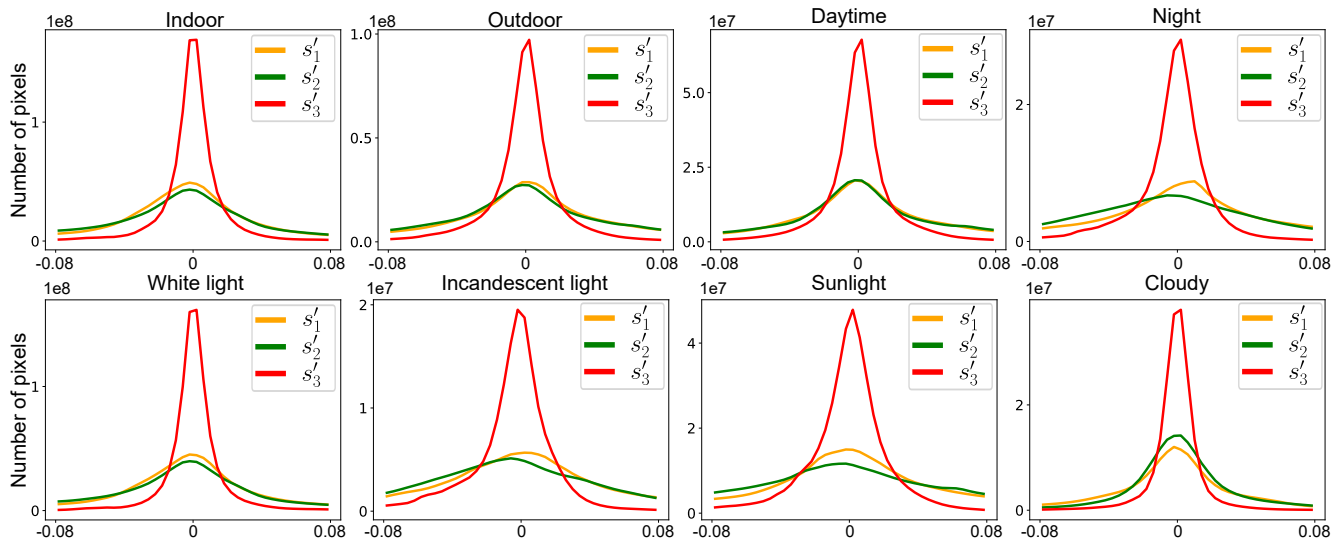 Indoor
1e8
Number of pixels
1
0
-0.08 0 0.08
s′1
s′2
s′3
Outdoor
1e8
1.0
0.5
0.0
-0.08 0 0.08
s′1
s′2
s′3
Daytime
1e7
5.0
2.5
0.0
-0.08 0 0.08
s′1
s′2
s′3
Night
1e7
2
0
-0.08 0 0.08
s′1
s′2
s′3
White light
1e8
Number of pixels
1
0
-0.08 0 0.08
s′1
s′2
s′3
Incandescent light
1e7
2
1
0
-0.08 0 0.08
s′1
s′2
s′3
Sunlight
1e7
4
2
0
-0.08 0 0.08
s′1
s′2
s′3
Cloudy
1e7
2
0
-0.08 0 0.08
s′1
s′2
s′3